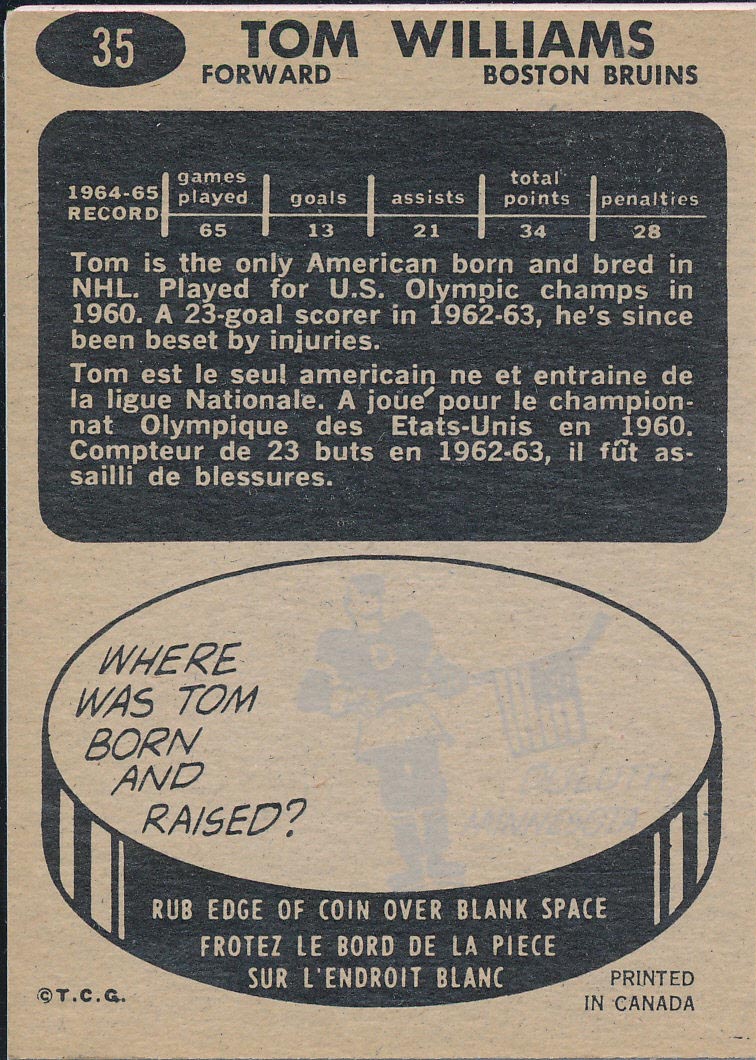 35
TOM WILLIAMS
FORWARD BOSTON BRUINS
1964-65 RECORD games played goals assists total points penalties
65 13 21 34 28
Tom is the only American born and bred in
NHL. Played for U.S. Olympic champs in
1960. A 23-goal scorer in 1962-63, he's since
been beset by injuries.
Tom est le seul americain ne et entraine de
la ligue Nationale. A joué pour le champion-
nat Olympique des Etats-Unis en 1960.
Compteur de 23 buts en 1962-63, il fût as-
sailli de blessures.
WHERE
WAS TOM
BORN
AND
RAISED?
DULUTH
MINNESOTA
RUB EDGE OF COIN OVER BLANK SPACE
FROTEZ LE BORD DE LA PIECE
SUR L'ENDROIT BLANC
©T.C.G.
PRINTED
IN CANADA